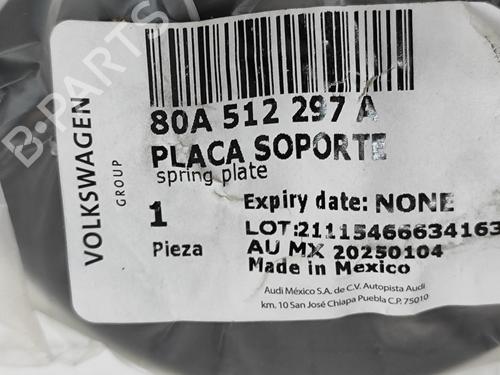 B-PARTS
VOLKSWAGEN
GROUP
80A 512 297 A
PLACA SOPORTE
spring plate
1
Pieza
Expiry date: NONE
LOT:21115466634163
AU MX 20250104
Made in Mexico
Audi México S.A. de C.V. Autopista Audi
km. 10 San José Chiapa Puebla C.P. 75010